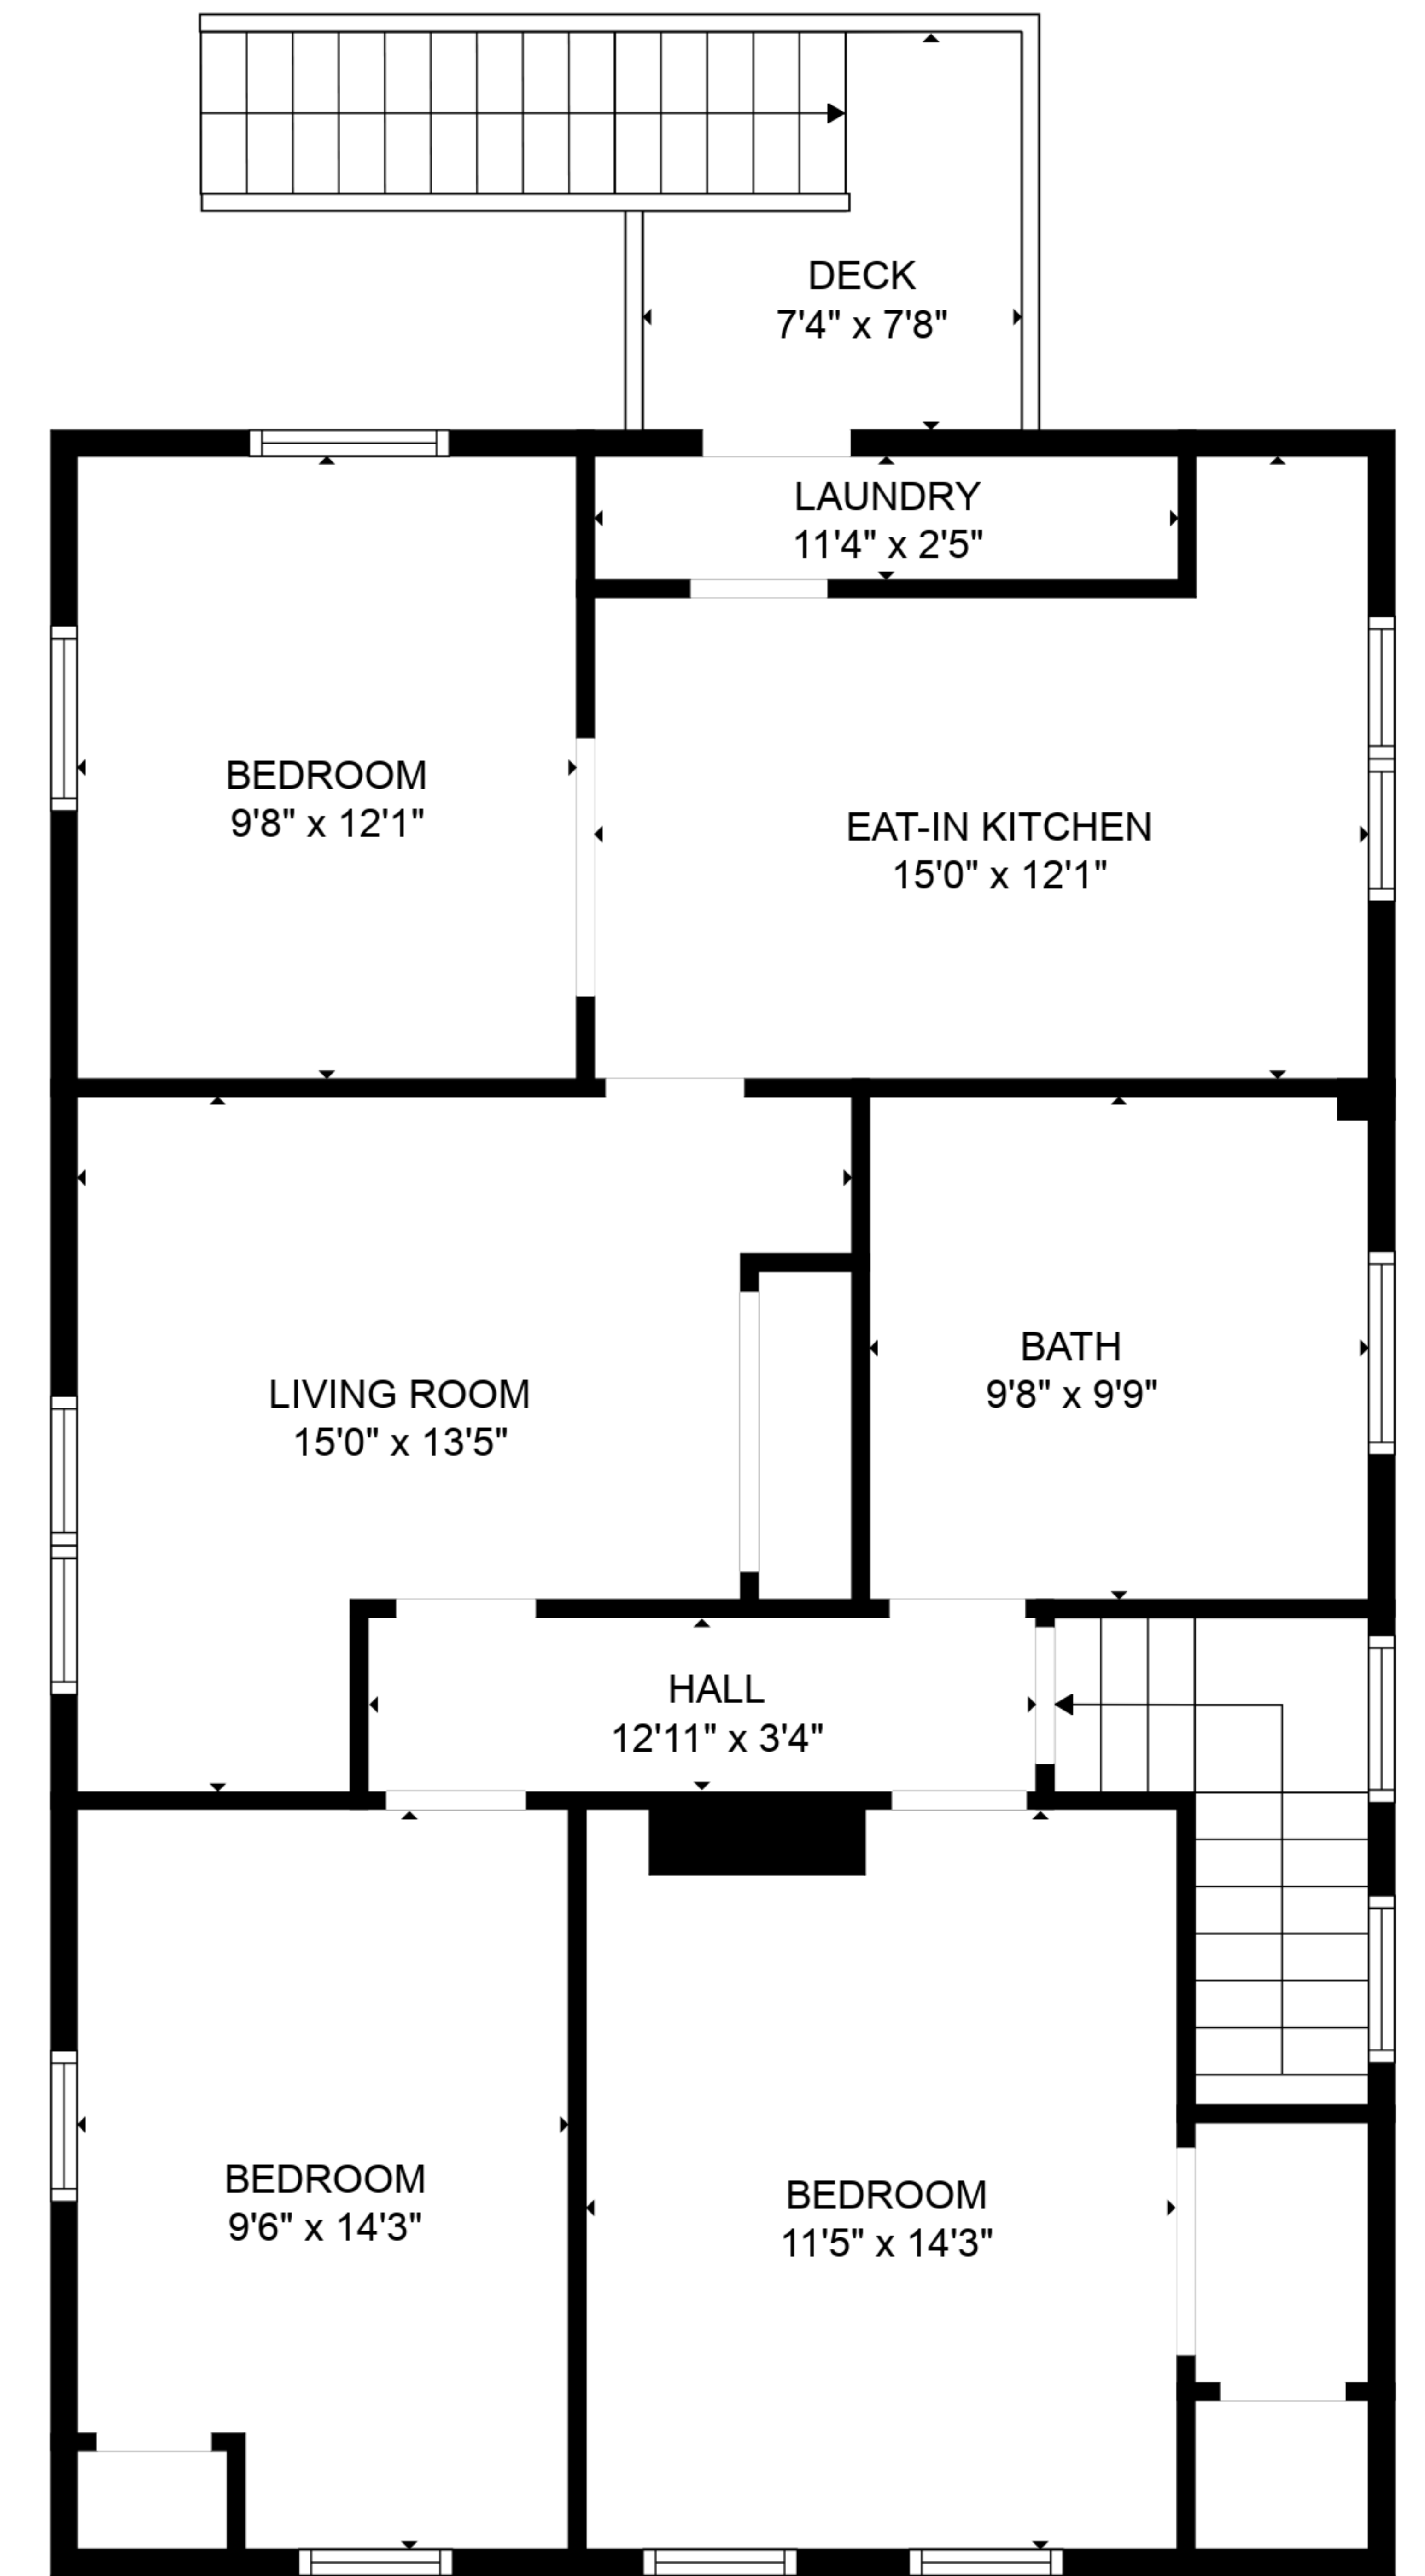 DECK
7'4" x 7'8"
LAUNDRY
11'4" x 2'5"
BEDROOM
9'8" x 12'1"
EAT-IN KITCHEN
15'0" x 12'1"
LIVING ROOM
15'0" x 13'5"
BATH
9'8" x 9'9"
HALL
12'11" x 3'4"
BEDROOM
9'6" x 14'3"
BEDROOM
11'5" x 14'3"